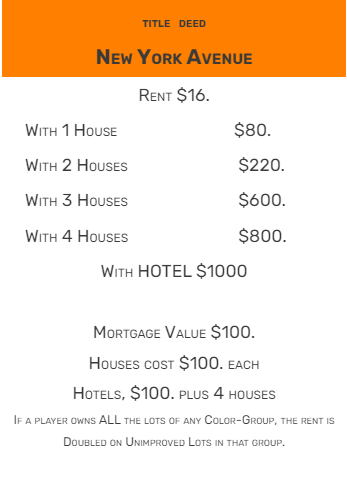 TITLE DEED
NEW YORK AVENUE
RENT $16.
WITH 1 HOUSE $80.
WITH 2 HOUSES $220.
WITH 3 HOUSES $600.
WITH 4 HOUSES $800.
WITH HOTEL $1000
MORTGAGE VALUE $100.
HOUSES COST $100. EACH
HOTELS, $100. PLUS 4 HOUSES
IF A PLAYER OWNS ALL THE LOTS OF ANY COLOR-GROUP, THE RENT IS
DOUBLED ON UNIMPROVED LOTS IN THAT GROUP.